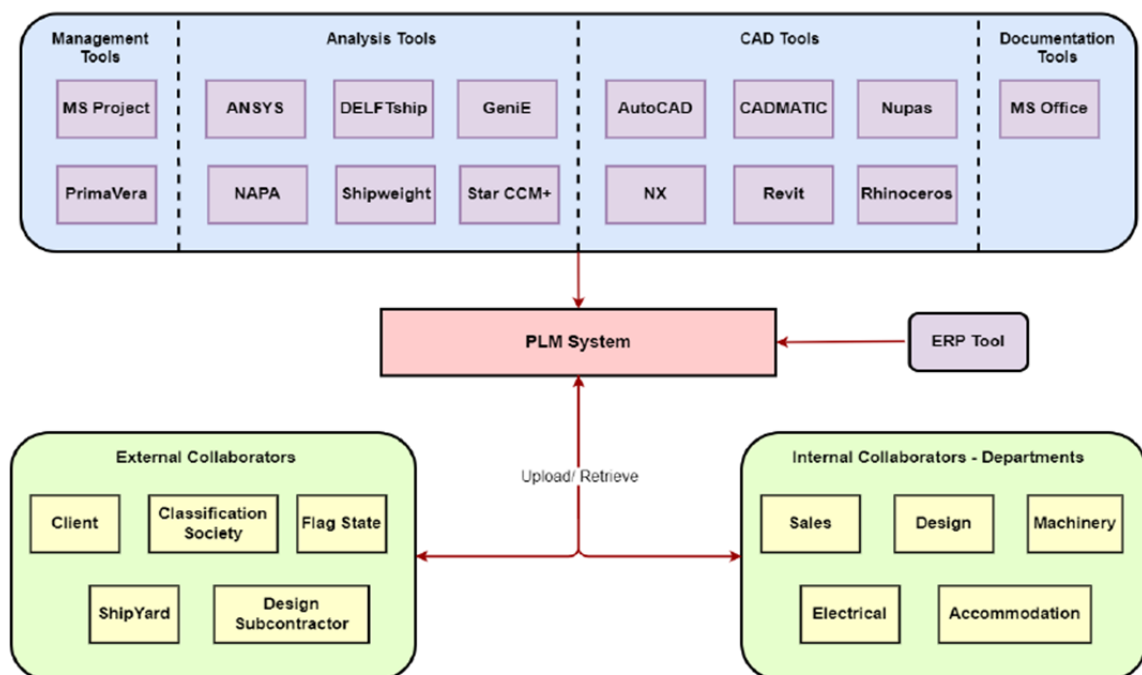 Management
Tools
Analysis Tools
CAD Tools
Documentation
Tools
MS Project
ANSYS
DELFTship
GeniE
AutoCAD
CADMATIC
Nupas
MS Office
PrimaVera
NAPA
Shipweight
Star CCM+
NX
Revit
Rhinoceros
PLM System
ERP Tool
External Collaborators
Upload/ Retrieve
Internal Collaborators - Departments
Client
Classification
Society
Flag State
Sales
Design
Machinery
ShipYard
Design
Subcontractor
Electrical
Accommodation